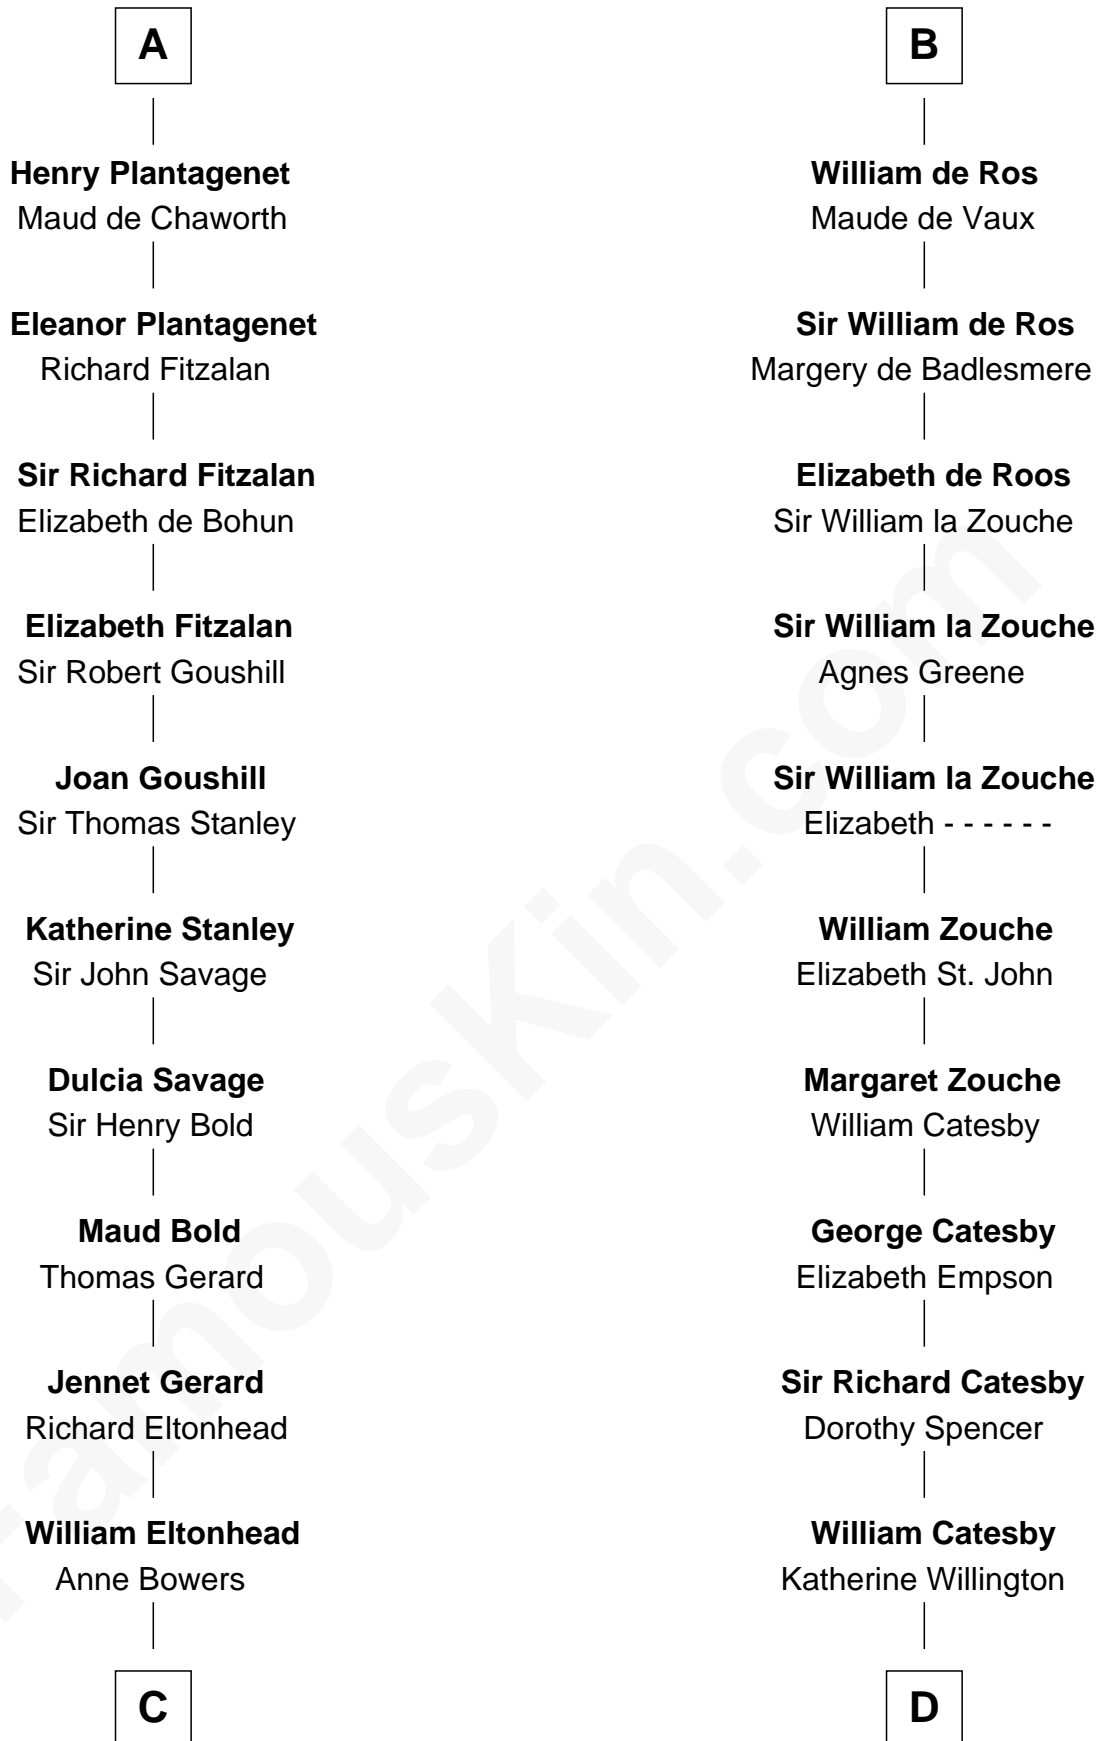 A
Henry Plantagenet
Maud de Chaworth
Eleanor Plantagenet
Richard Fitzalan
Sir Richard Fitzalan
Elizabeth de Bohun
Elizabeth Fitzalan
Sir Robert Goushill
Joan Goushill
Sir Thomas Stanley
Katherine Stanley
Sir John Savage
Dulcia Savage
Sir Henry Bold
Maud Bold
Thomas Gerard
Jennet Gerard
Richard Eltonhead
William Eltonhead
Anne Bowers
C
B
William de Ros
Maude de Vaux
Sir William de Ros
Margery de Badlesmere
Elizabeth de Roos
Sir William la Zouche
Sir William la Zouche
Agnes Greene
Sir William la Zouche
Elizabeth - - - - - -
William Zouche
Elizabeth St. John
Margaret Zouche
William Catesby
George Catesby
Elizabeth Empson
Sir Richard Catesby
Dorothy Spencer
William Catesby
Katherine Willington
D
FamousKin.com